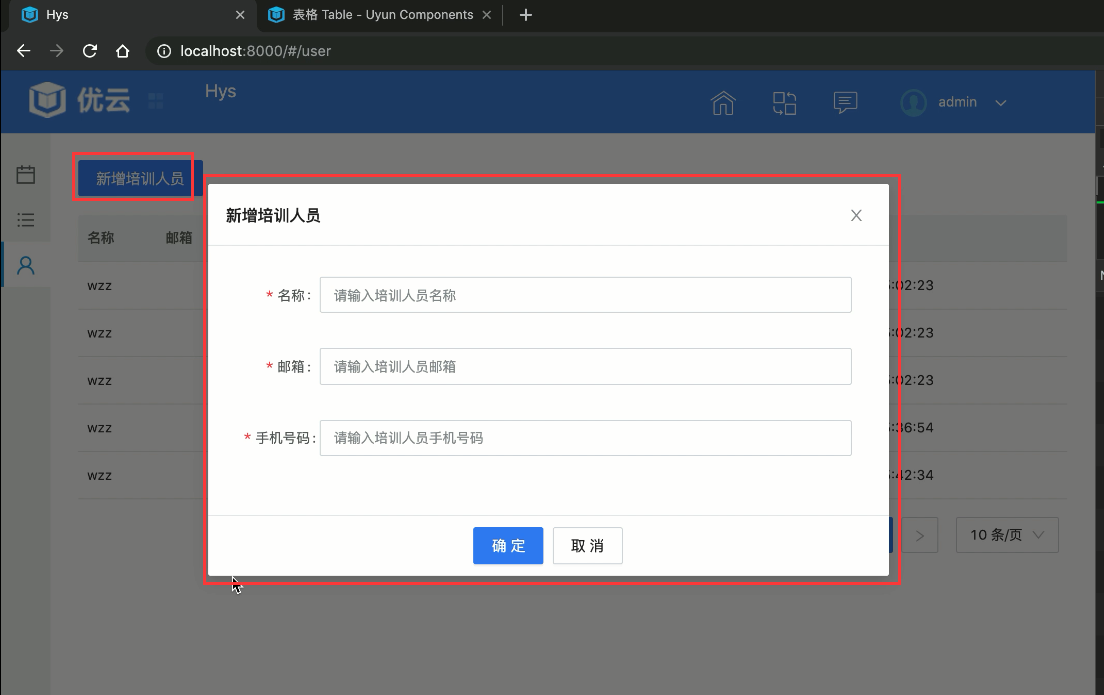 Hys
表格 Table - Uyun Components
localhost:8000/#/user
优云
Hys
admin
新增培训人员
新增培训人员
名称
邮箱
* 名称:
请输入培训人员名称
wzz
:02:23
wzz
:02:23
* 邮箱:
请输入培训人员邮箱
wzz
:02:23
wzz
:36:54
* 手机号码:
请输入培训人员手机号码
wzz
:42:34
确 定
取 消
10 条/页